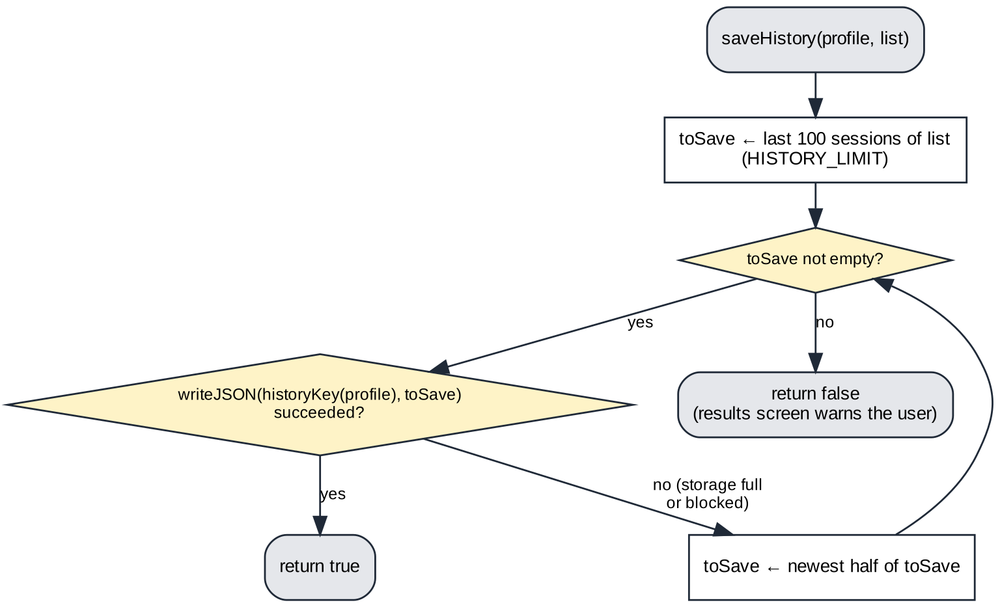 saveHistory(profile, list)
toSave ← last 100 sessions of list
(HISTORY_LIMIT)
toSave not empty?
yes
no
writeJSON(historyKey(profile), toSave)
succeeded?
return false
(results screen warns the user)
yes
no (storage full
or blocked)
return true
toSave ← newest half of toSave